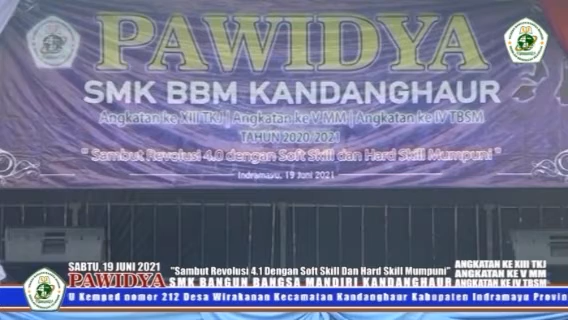 PAWIDYA
SMK BBM KANDANGHAUR
Angkatan ke XIII TKJ | Angkatan ke V MM | Angkatan ke IV TBSM
TAHUN 2020-2021
" Sambut Revolusi 4.0 dengan Soft Skill dan Hard Skill Mumpuni "
Indramayu, 19 Juni 2021
SABTU, 19 JUNI 2021
"Sambut Revolusi 4.1 Dengan Soft Skill Dan Hard Skill Mumpuni"
PAWIDYA
SMK BANGUN BANGSA MANDIRI KANDANGHAUR
ANGKATAN KE XIII TKJ
ANGKATAN KE V MM
ANGKATAN KE IV TBSM
U Kemped nomor 212 Desa Wirakanan Kecamatan Kandanghaur Kabupaten Indramayu Provin